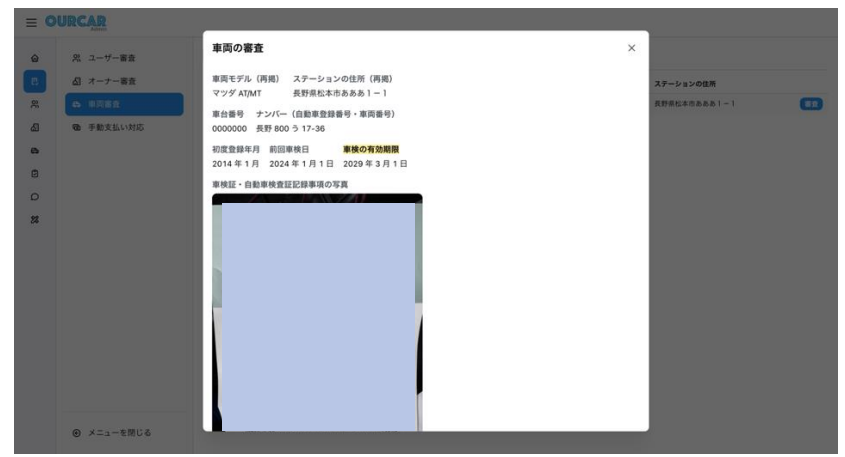 OURCAR
ユーザー審査
オーナー審査
車両審査
手動支払い対応
メニューを閉じる
車両の審査
車両モデル（再掲） ステーションの住所（再掲）
マツダ AT/MT 長野県松本市あああ1ー1
車台番号 ナンバー（自動車登録番号・車両番号）
0000000 長野 800 う 17-36
初度登録年月 前回車検日 車検の有効期限
2014 年 1 月 2024 年 1 月 1 日 2029 年 3 月 1 日
車検証・自動車検査証記録事項の写真
ステーションの住所
長野県松本市あああ1ー1
審査